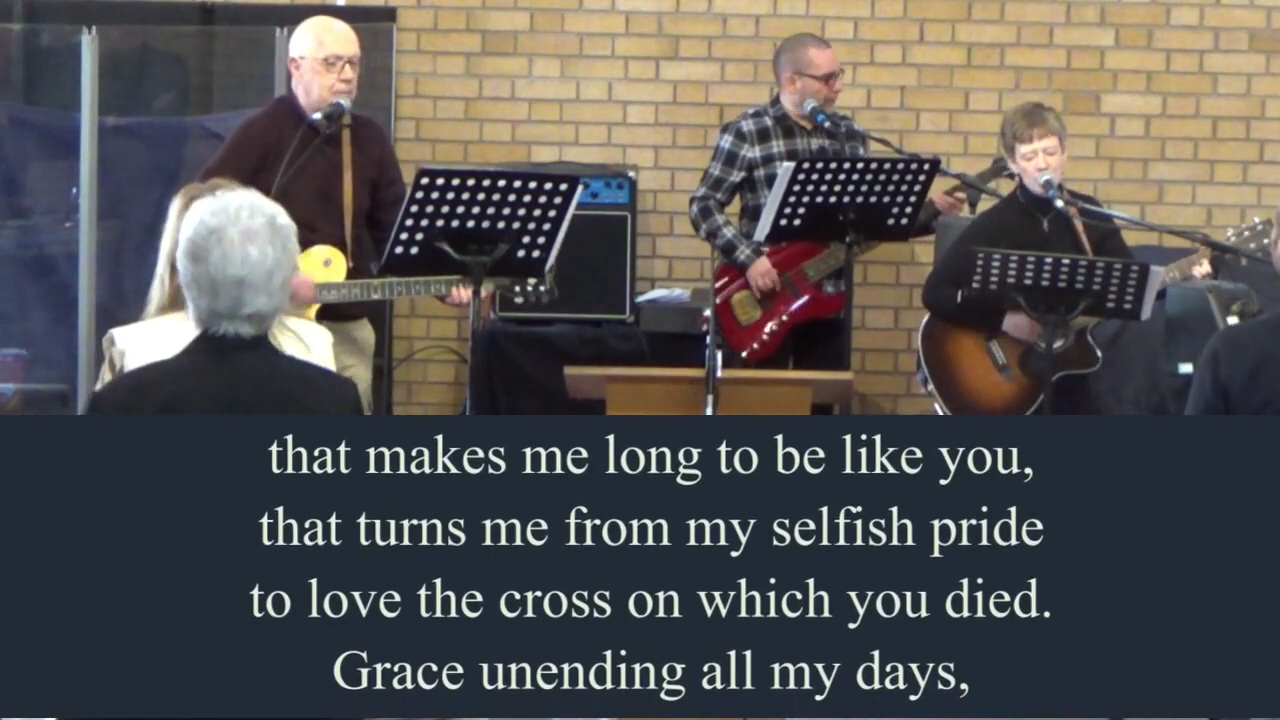 that makes me long to be like you,
that turns me from my selfish pride
to love the cross on which you died.
Grace unending all my days,